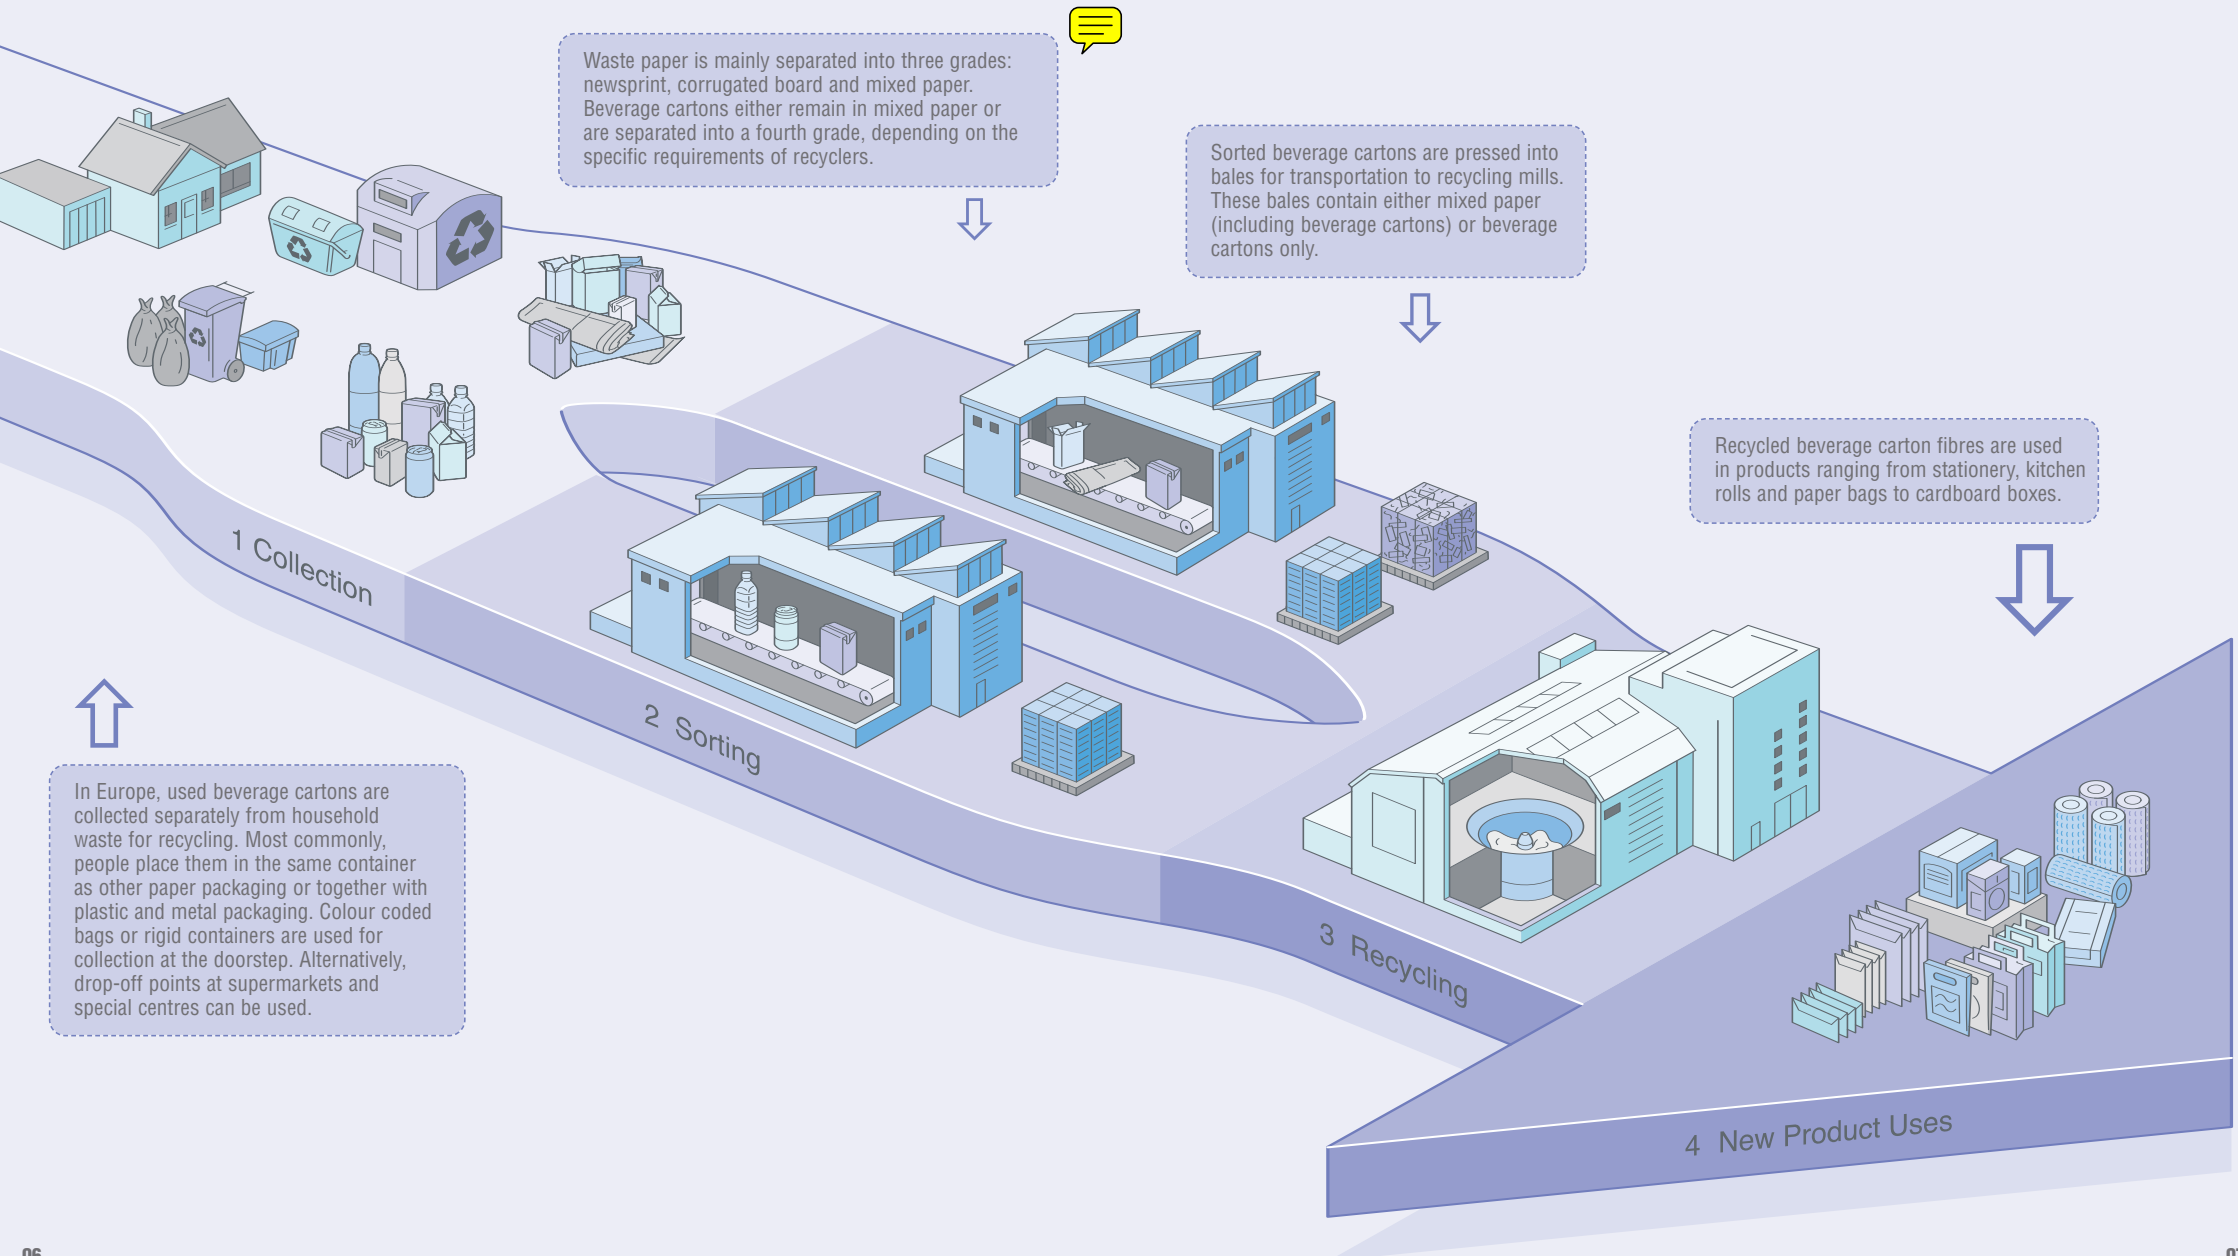 Waste paper is mainly separated into three grades:
newsprint, corrugated board and mixed paper.
Beverage cartons either remain in mixed paper or
are separated into a fourth grade, depending on the
specific requirements of recyclers.
Sorted beverage cartons are pressed into
bales for transportation to recycling mills.
These bales contain either mixed paper
(including beverage cartons) or beverage
cartons only.
Recycled beverage carton fibres are used
in products ranging from stationery, kitchen
rolls and paper bags to cardboard boxes.
1 Collection
2 Sorting
In Europe, used beverage cartons are
collected separately from household
waste for recycling. Most commonly,
people place them in the same container
as other paper packaging or together with
plastic and metal packaging. Colour coded
bags or rigid containers are used for
collection at the doorstep. Alternatively,
drop-off points at supermarkets and
special centres can be used.
3 Recycling
4 New Product Uses
06